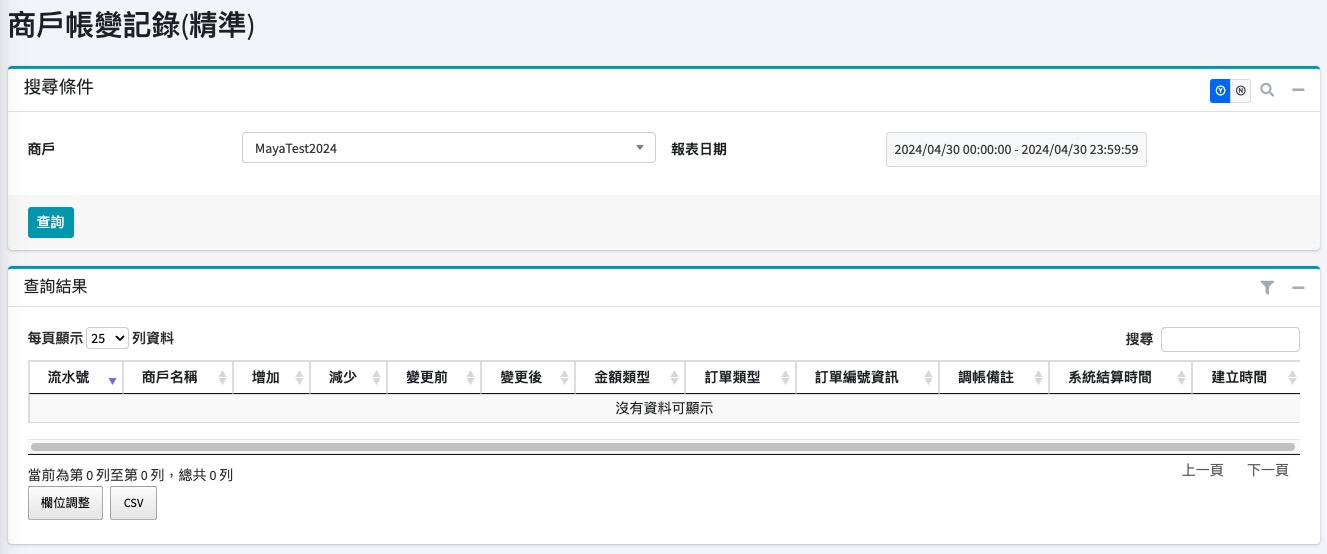 商戶帳變記錄(精準)
搜尋條件
Ⓨ Ⓝ
商戶 MayaTest2024 報表日期 2024/04/30 00:00:00 - 2024/04/30 23:59:59
查詢
查詢結果
每頁顯示 25 列資料 搜尋
流水號 商戶名稱 增加 減少 變更前 變更後 金額類型 訂單類型 訂單編號資訊 調帳備註 系統結算時間 建立時間
沒有資料可顯示
當前為第 0 列至第 0 列，總共 0 列 上一頁 下一頁
欄位調整 CSV